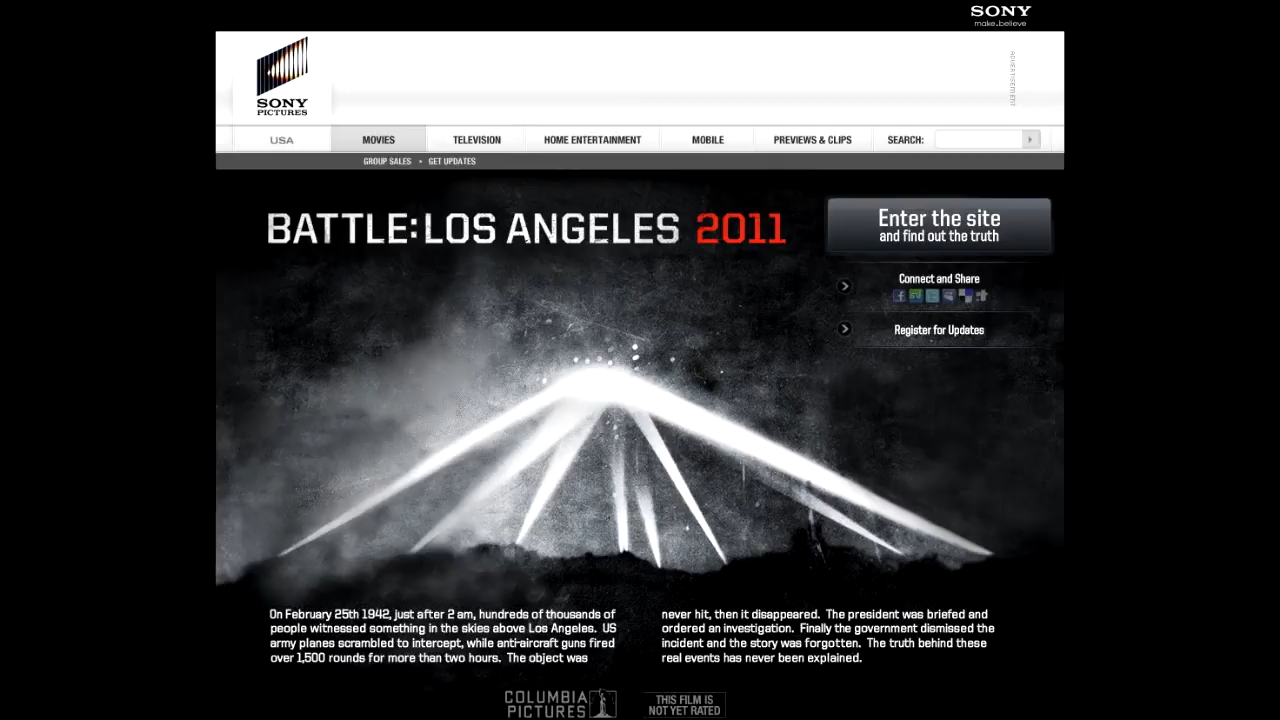 SONY
make.believe
ADVERTISEMENT
SONY
PICTURES
USA MOVIES TELEVISION HOME ENTERTAINMENT MOBILE PREVIEWS & CLIPS SEARCH:
GROUP SALES • GET UPDATES
BATTLE: LOS ANGELES 2011
Enter the site
and find out the truth
Connect and Share
Register for Updates
On February 25th 1942, just after 2 am, hundreds of thousands of
people witnessed something in the skies above Los Angeles. US
army planes scrambled to intercept, while anti-aircraft guns fired
over 1,500 rounds for more than two hours. The object was
never hit, then it disappeared. The president was briefed and
ordered an investigation. Finally the government dismissed the
incident and the story was forgotten. The truth behind these
real events has never been explained.
COLUMBIA
PICTURES
THIS FILM IS
NOT YET RATED